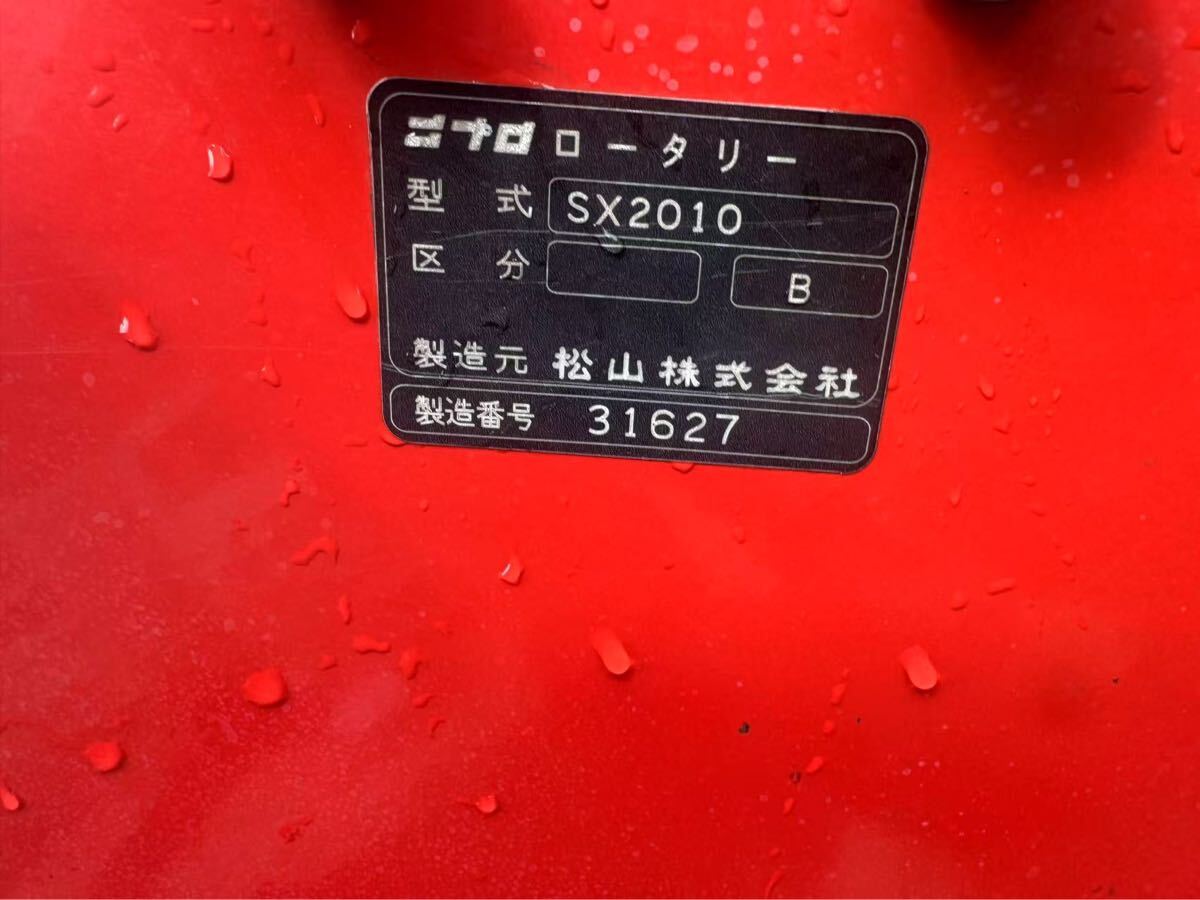 ニプロ ロータリー
型式 SX2010
区分 B
製造元 松山株式会社
製造番号 31627